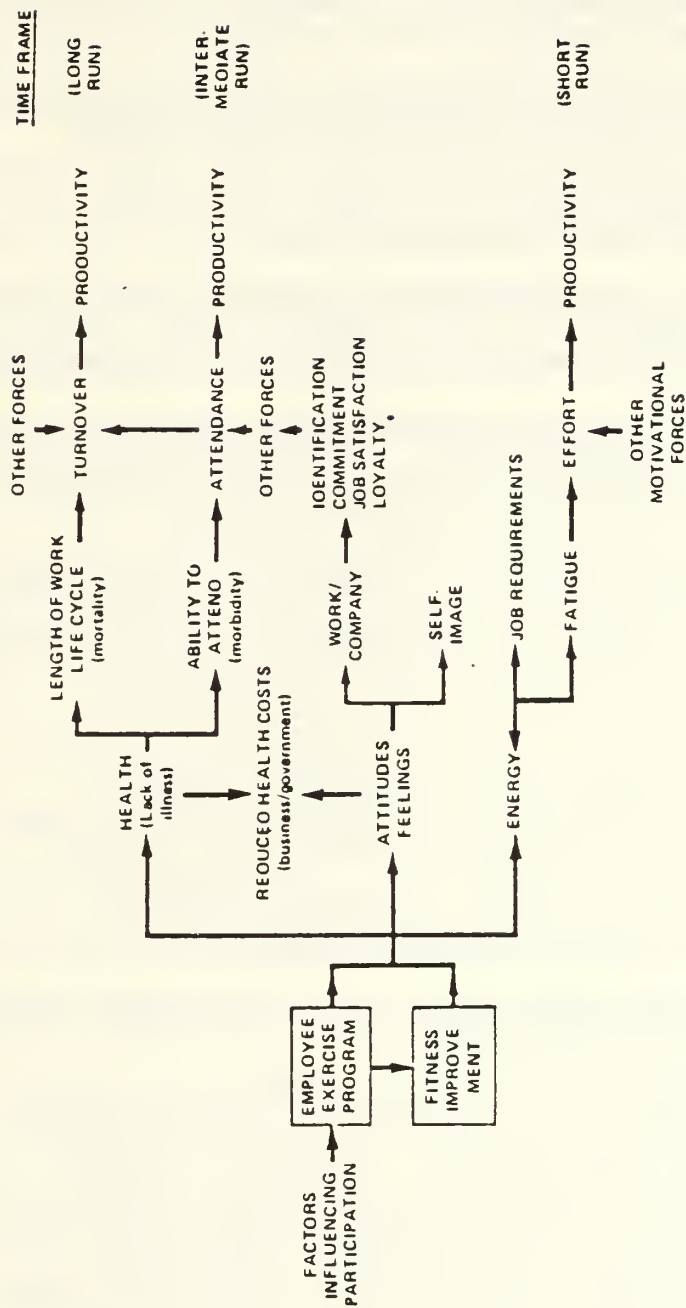 TIME FRAME
OTHER FORCES
LENGTH OF WORK
LIFE CYCLE
(mortality)
TURNOVER
PRODUCTIVITY
(LONG
RUN)
HEALTH
(Lack of
illness)
ABILITY TO
ATTEND
(morbidity)
ATTENDANCE
PRODUCTIVITY
(INTER-
MEDIATE
RUN)
REDUCED HEALTH COSTS
(business/government)
OTHER FORCES
FACTORS
INFLUENCING
PARTICIPATION
EMPLOYEE
EXERCISE
PROGRAM
FITNESS
IMPROVE
MENT
ATTITUDES
FEELINGS
WORK/
COMPANY
IDENTIFICATION
COMMITMENT
JOB SATISFACTION
LOYALTY
SELF-
IMAGE
ENERGY
JOB REQUIREMENTS
FATIGUE
EFFORT
PRODUCTIVITY
(SHORT
RUN)
OTHER
MOTIVATIONAL
FORCES